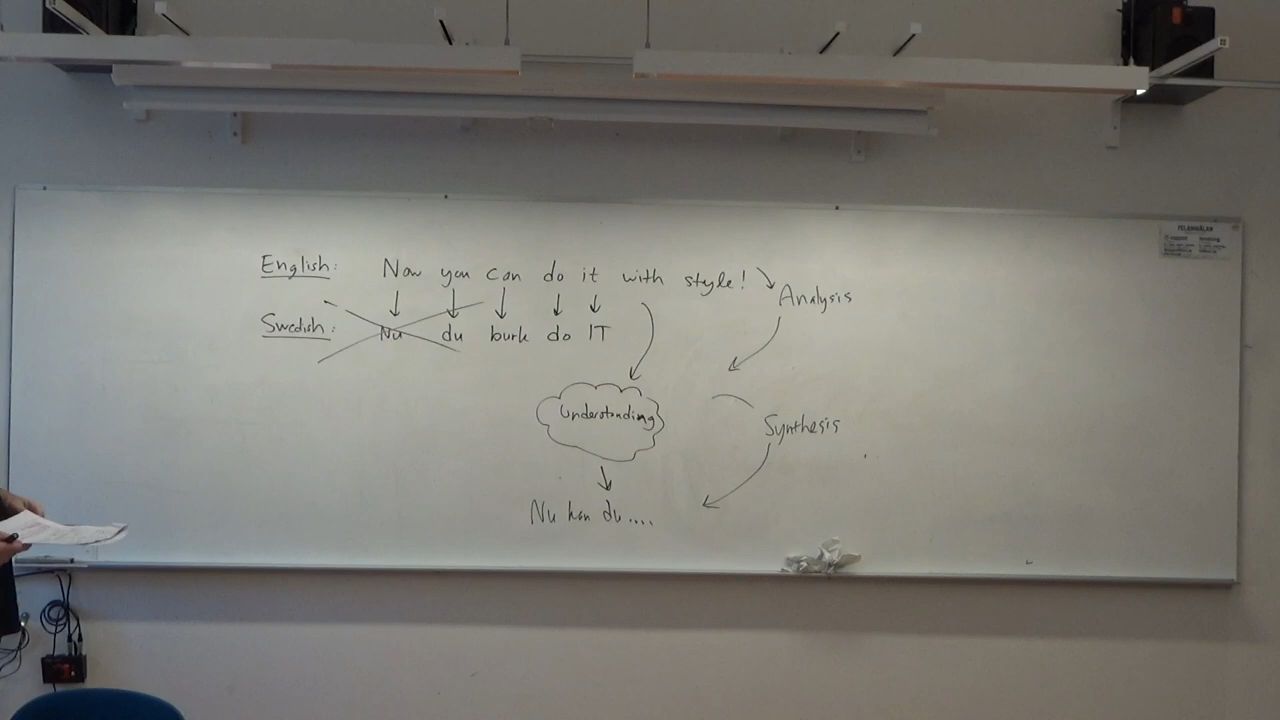 English: Now you can do it with style!
Analysis
Swedish: Nu du burk do IT
Understanding
Synthesis
Nu kan du....
FELANMÄLAN